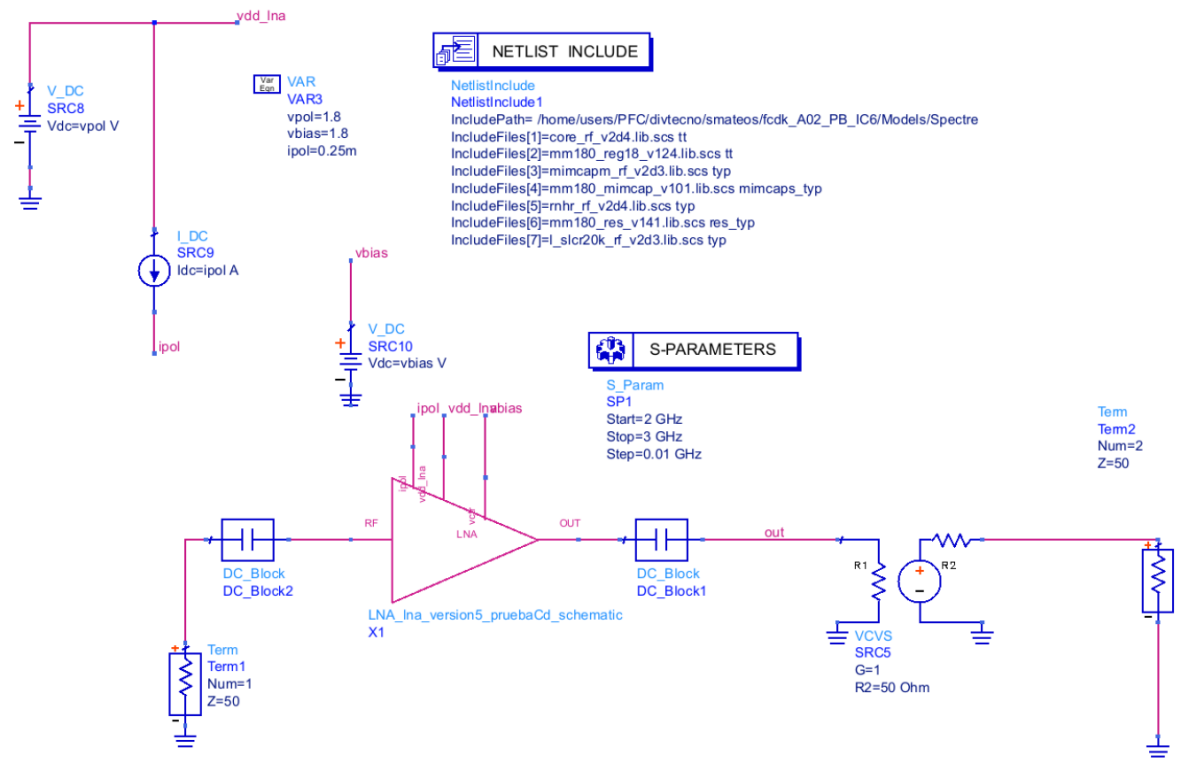 vdd_lna
V_DC
SRC8
Vdc=vpol V
+
−
Var
Eqn
VAR
VAR3
vpol=1.8
vbias=1.8
ipol=0.25m
NETLIST INCLUDE
NetlistInclude
NetlistInclude1
IncludePath= /home/users/PFC/divtecno/smateos/fcdk_A02_PB_IC6/Models/Spectre
IncludeFiles[1]=core_rf_v2d4.lib.scs tt
IncludeFiles[2]=mm180_reg18_v124.lib.scs tt
IncludeFiles[3]=mimcapm_rf_v2d3.lib.scs typ
IncludeFiles[4]=mm180_mimcap_v101.lib.scs mimcaps_typ
IncludeFiles[5]=rnhr_rf_v2d4.lib.scs typ
IncludeFiles[6]=mm180_res_v141.lib.scs res_typ
IncludeFiles[7]=l_slcr20k_rf_v2d3.lib.scs typ
I_DC
SRC9
Idc=ipol A
ipol
vbias
V_DC
SRC10
Vdc=vbias V
+
−
S-PARAMETERS
S_Param
SP1
Start=2 GHz
Stop=3 GHz
Step=0.01 GHz
Term
Term2
Num=2
Z=50
+
−
ipol vdd_lna vbias
ipol
vdd_lna
RF
LNA
OUT
DC_Block
DC_Block2
LNA_lna_version5_pruebaCd_schematic
X1
DC_Block
DC_Block1
out
R1
+
−
R2
VCVS
SRC5
G=1
R2=50 Ohm
Term
Term1
Num=1
Z=50
+
−